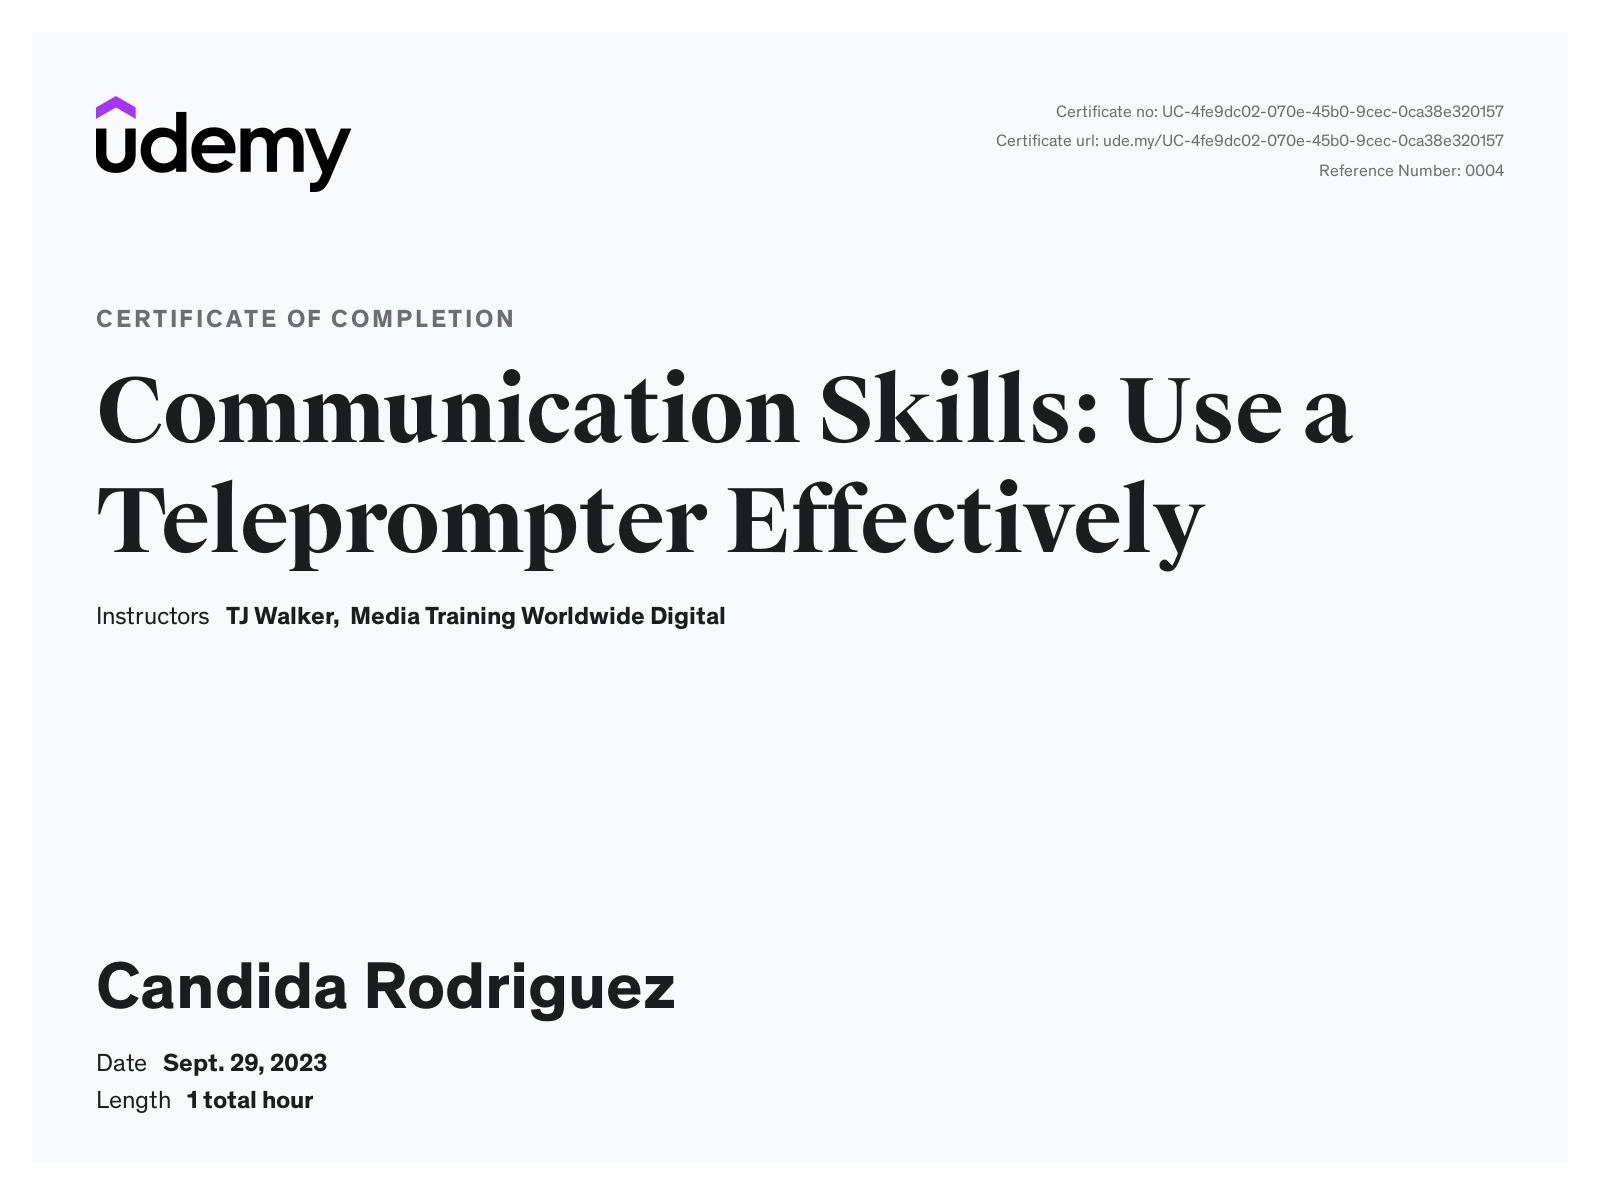 udemy
Certificate no: UC-4fe9dc02-070e-45b0-9cec-0ca38e320157
Certificate url: ude.my/UC-4fe9dc02-070e-45b0-9cec-0ca38e320157
Reference Number: 0004
CERTIFICATE OF COMPLETION
Communication Skills: Use a
Teleprompter Effectively
Instructors TJ Walker, Media Training Worldwide Digital
Candida Rodriguez
Date Sept. 29, 2023
Length 1 total hour